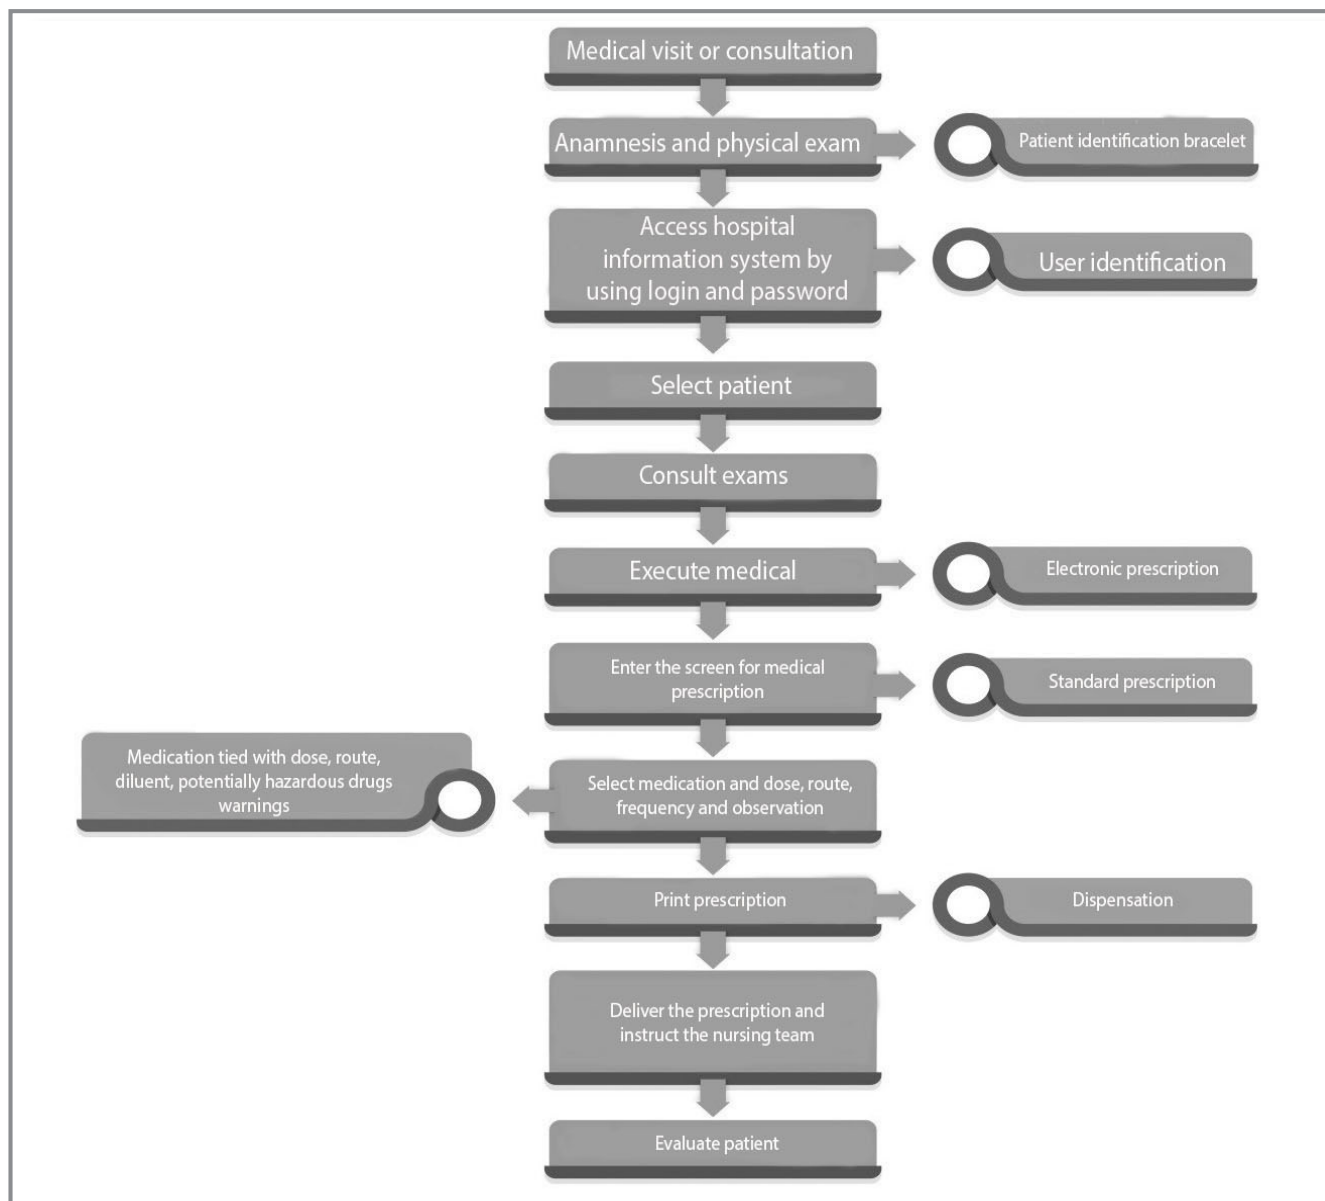 Medical visit or consultation
Anamnesis and physical exam
Patient identification bracelet
Access hospital
information system by
using login and password
User identification
Select patient
Consult exams
Execute medical
Electronic prescription
Enter the screen for medical
prescription
Standard prescription
Medication tied with dose, route,
diluent, potentially hazardous drugs
warnings
Select medication and dose, route,
frequency and observation
Print prescription
Dispensation
Deliver the prescription and
instruct the nursing team
Evaluate patient